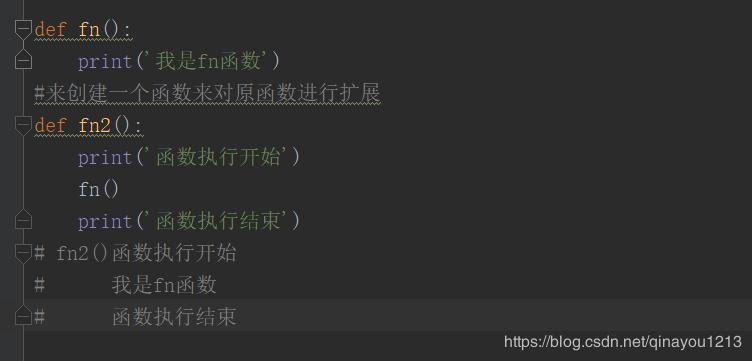 def fn():
    print('我是fn函数')
#来创建一个函数来对原函数进行扩展
def fn2():
    print('函数执行开始')
    fn()
    print('函数执行结束')
# fn2()函数执行开始
#      我是fn函数
#      函数执行结束
https://blog.csdn.net/qinayou1213